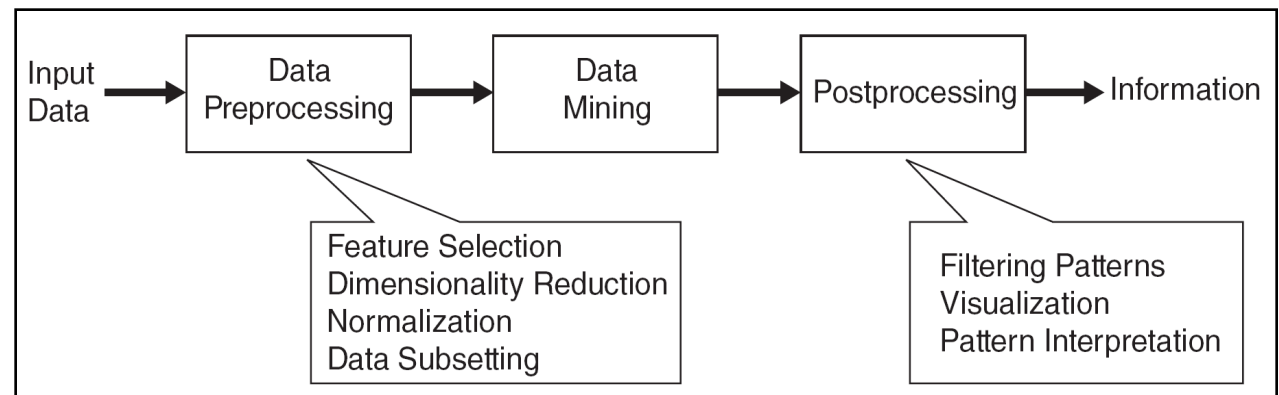 Input
Data
Data
Preprocessing
Data
Mining
Postprocessing
Information
Feature Selection
Dimensionality Reduction
Normalization
Data Subsetting
Filtering Patterns
Visualization
Pattern Interpretation